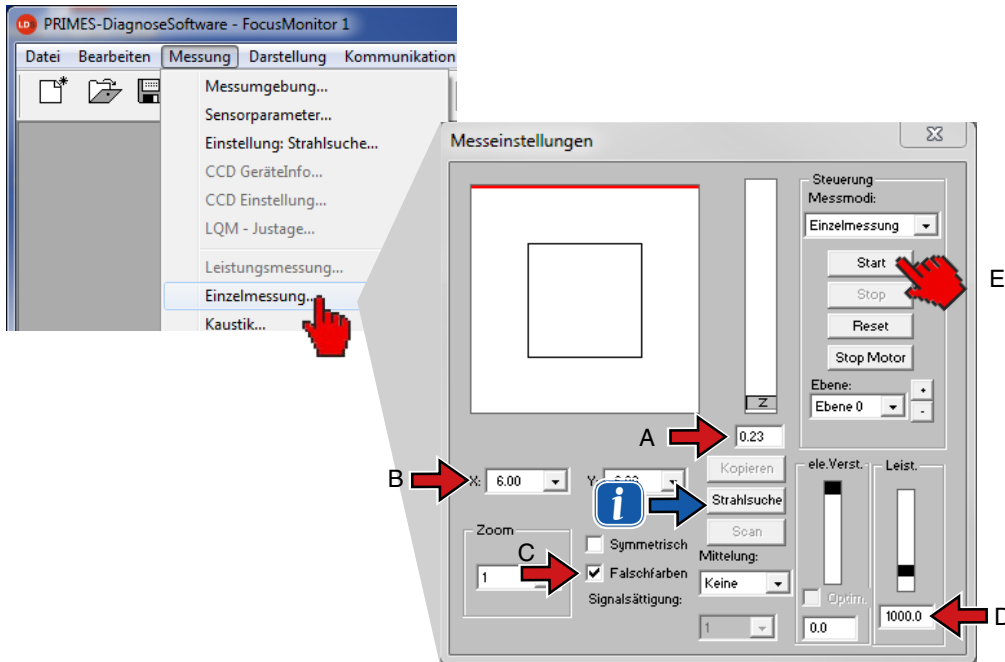 LD PRIMES-DiagnoseSoftware - FocusMonitor 1
Datei Bearbeiten Messung Darstellung Kommunikation
Messumgebung...
Sensorparameter...
Einstellung: Strahlsuche...
CCD GeräteInfo...
CCD Einstellung...
LQM - Justage...
Leistungsmessung...
Einzelmessung...
Kaustik...
Messeinstellungen
Steuerung
Messmodi:
Einzelmessung
Start
E
Stop
Reset
Stop Motor
Ebene:
Ebene 0
+
-
Z
A
0.23
B
X: 6.00
Y:
i
Kopieren
Strahlsuche
Scan
ele.Verst.
Leist.
Zoom
1
C
Symmetrisch
Falschfarben
Signalsättigung:
1
Mittelung:
Keine
Optim.
0.0
1000.0
D